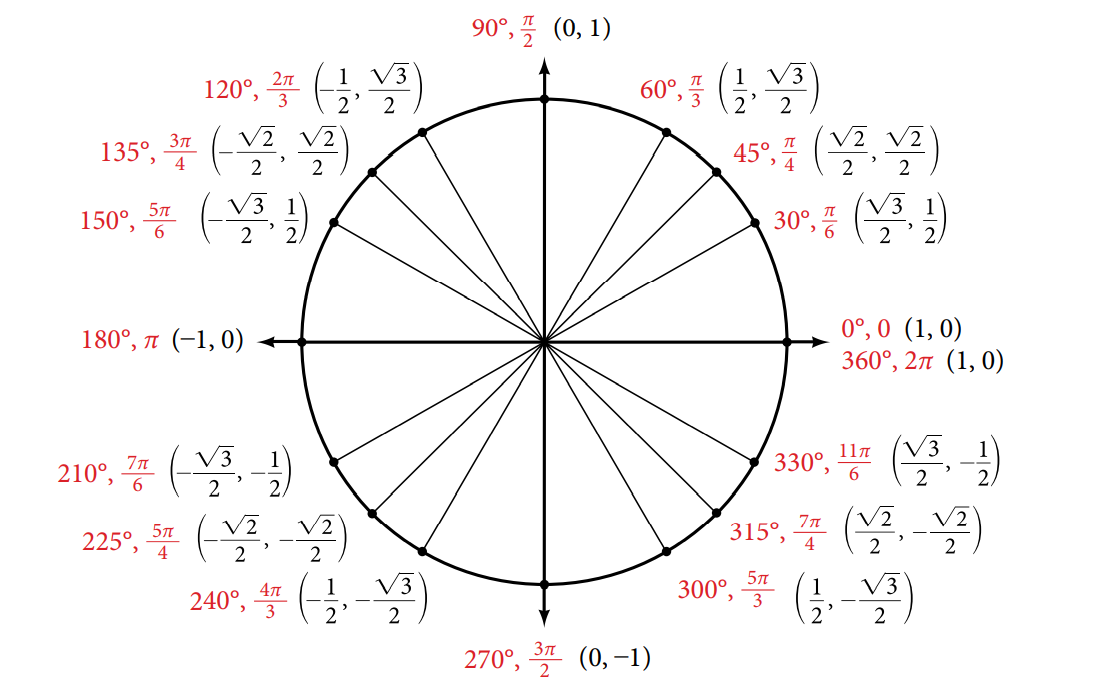 90°, π/2 (0, 1)
120°, 2π/3 (−1/2, √3/2)
60°, π/3 (1/2, √3/2)
135°, 3π/4 (−√2/2, √2/2)
45°, π/4 (√2/2, √2/2)
150°, 5π/6 (−√3/2, 1/2)
30°, π/6 (√3/2, 1/2)
180°, π (−1, 0)
0°, 0 (1, 0)
360°, 2π (1, 0)
210°, 7π/6 (−√3/2, −1/2)
330°, 11π/6 (√3/2, −1/2)
225°, 5π/4 (−√2/2, −√2/2)
315°, 7π/4 (√2/2, −√2/2)
240°, 4π/3 (−1/2, −√3/2)
300°, 5π/3 (1/2, −√3/2)
270°, 3π/2 (0, −1)